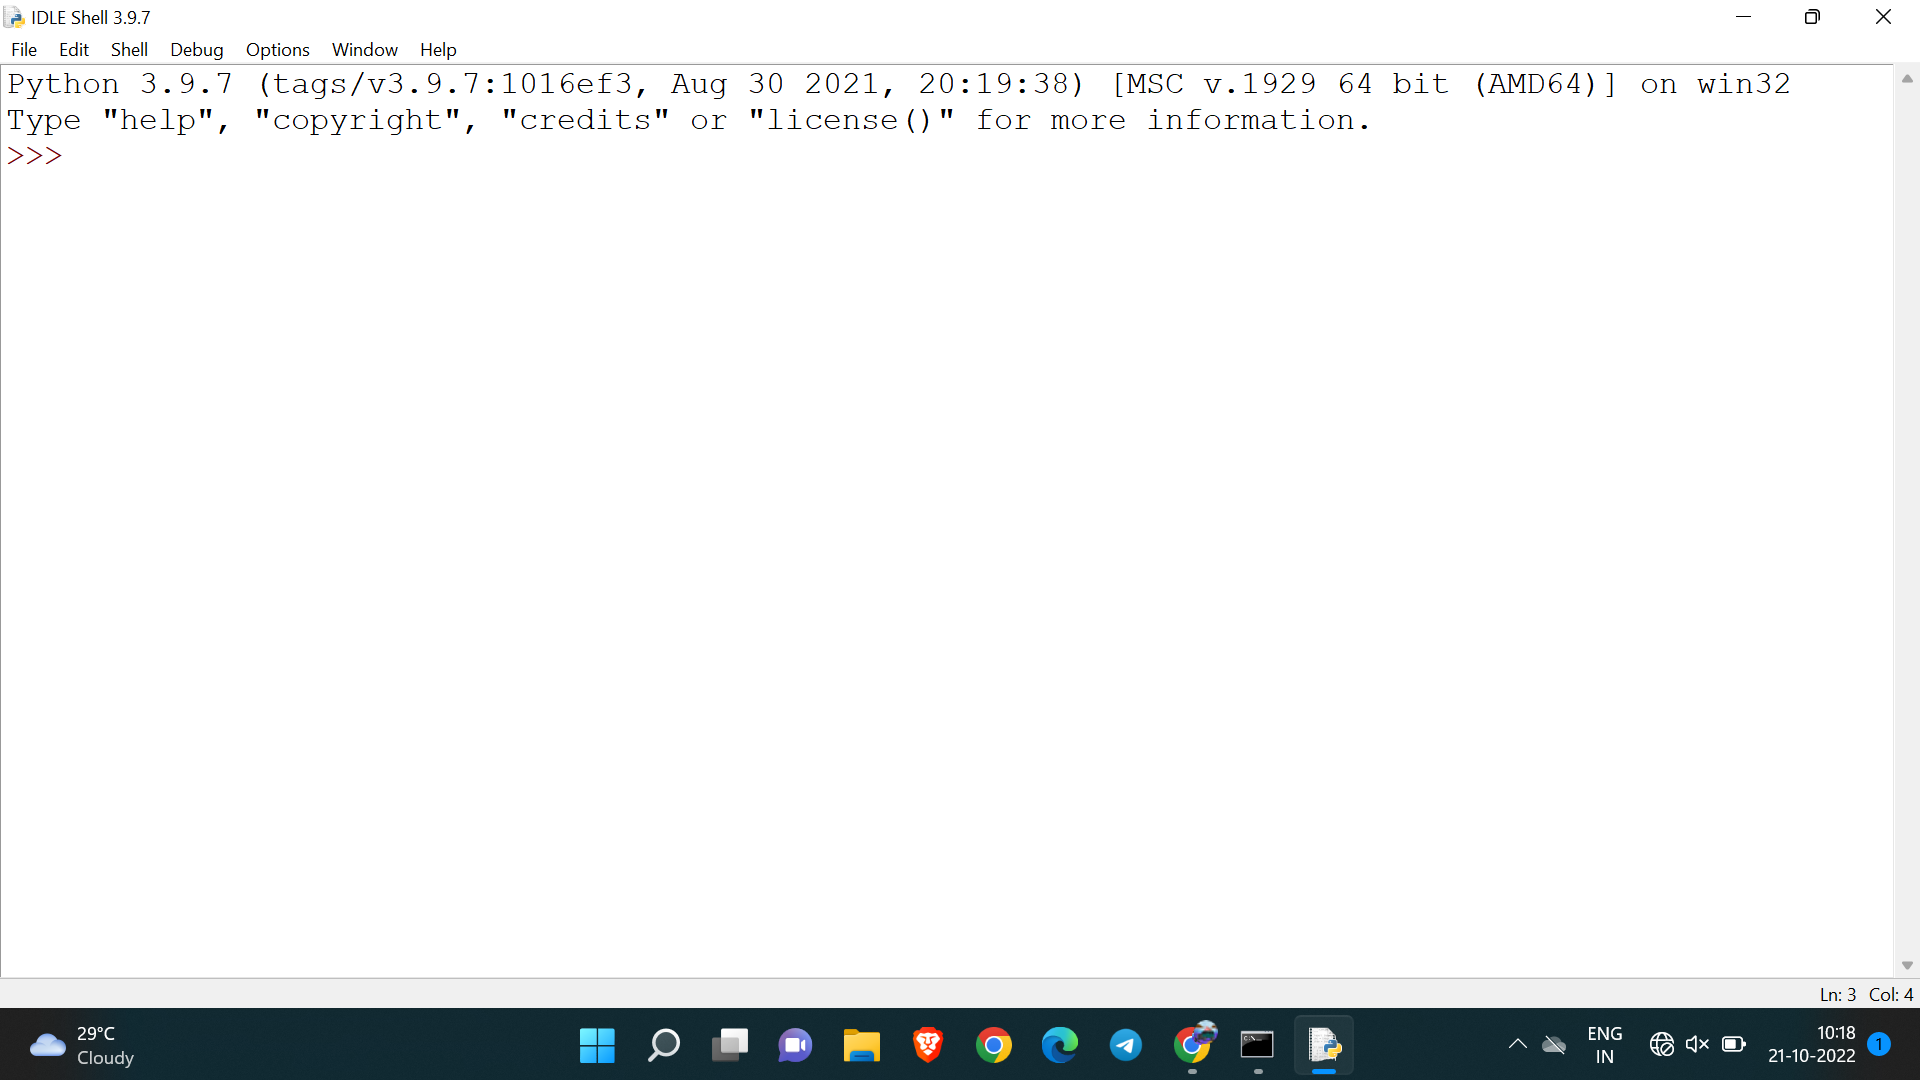 IDLE Shell 3.9.7
File Edit Shell Debug Options Window Help
Python 3.9.7 (tags/v3.9.7:1016ef3, Aug 30 2021, 20:19:38) [MSC v.1929 64 bit (AMD64)] on win32
Type "help", "copyright", "credits" or "license()" for more information.
>>>
Ln: 3 Col: 4
29°C
Cloudy
ENG
IN
10:18
21-10-2022
1